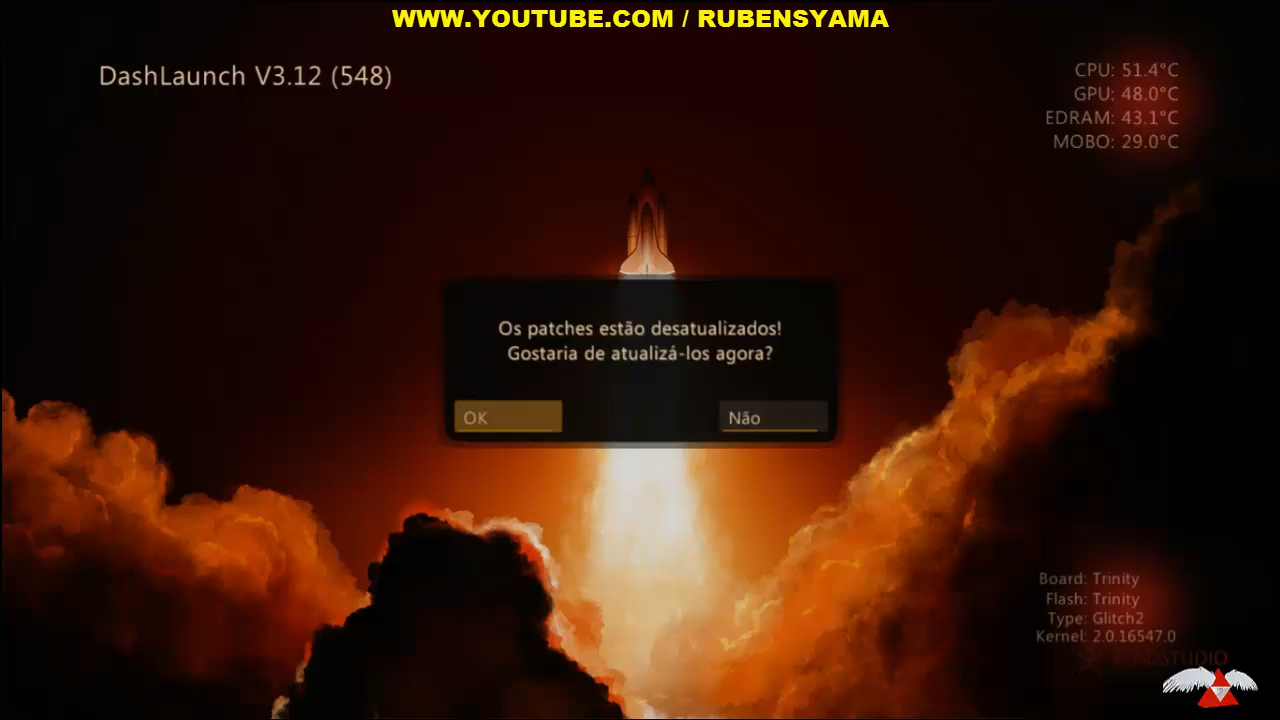 WWW.YOUTUBE.COM / RUBENSYAMA
DashLaunch V3.12 (548)
CPU: 51.4°C
GPU: 48.0°C
EDRAM: 43.1°C
MOBO: 29.0°C
Os patches estão desatualizados!
Gostaria de atualizá-los agora?
OK
Não
Board: Trinity
Flash: Trinity
Type: Glitch2
Kernel: 2.0.16547.0